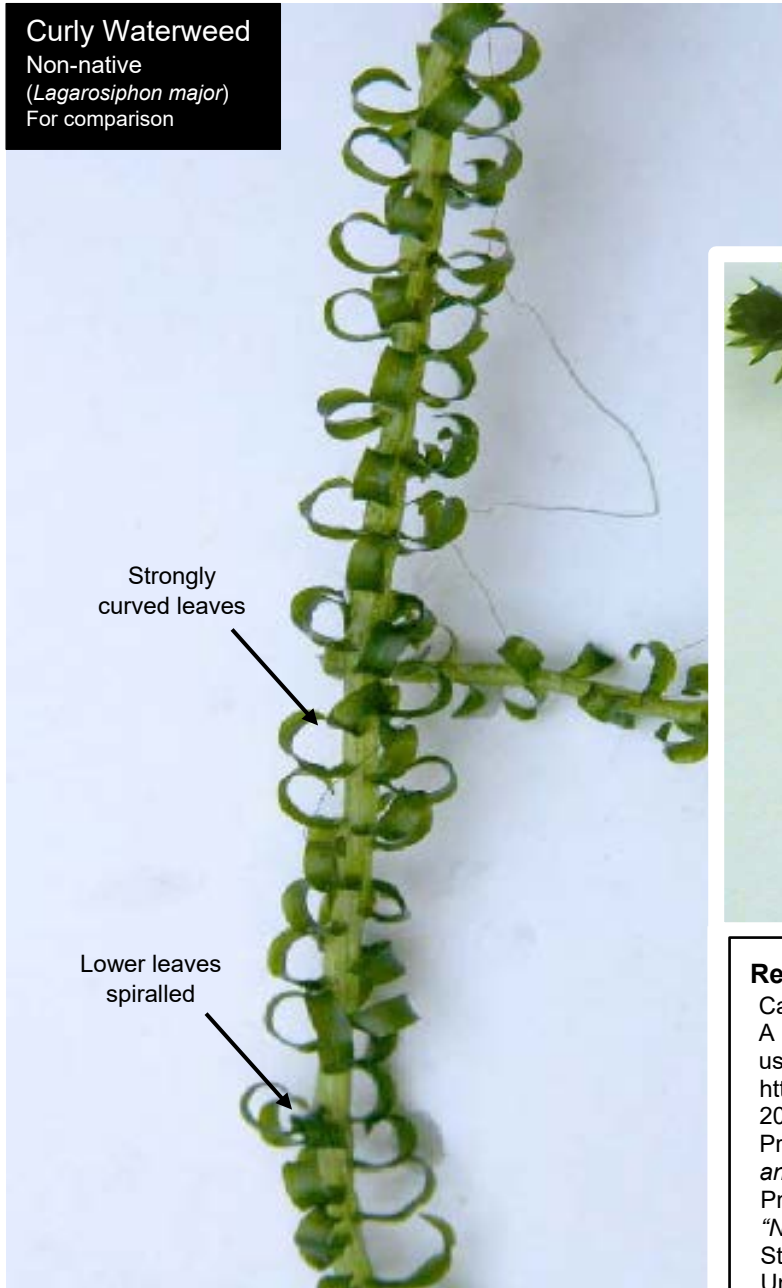 Curly Waterweed
Non-native
(Lagarosiphon major)
For comparison
Strongly
curved leaves
Lower leaves
spiralled
Re
Ca
A
us
htt
20
Pr
an
Pr
"N
St